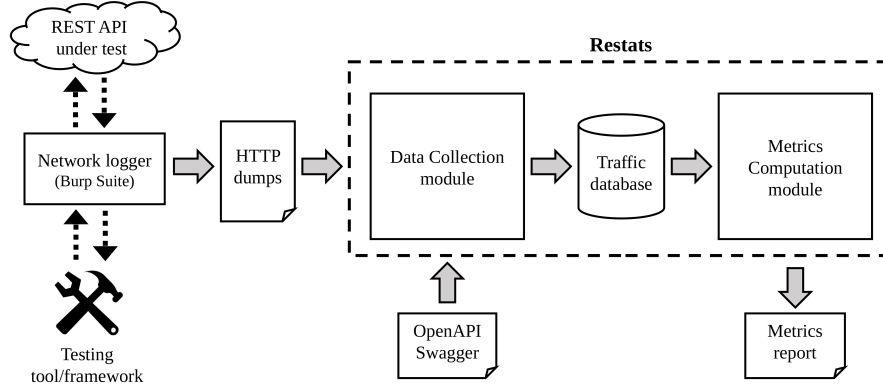 REST API
under test
Restats
Network logger
(Burp Suite)
HTTP
dumps
Data Collection
module
Traffic
database
Metrics
Computation
module
Testing
tool/framework
OpenAPI
Swagger
Metrics
report